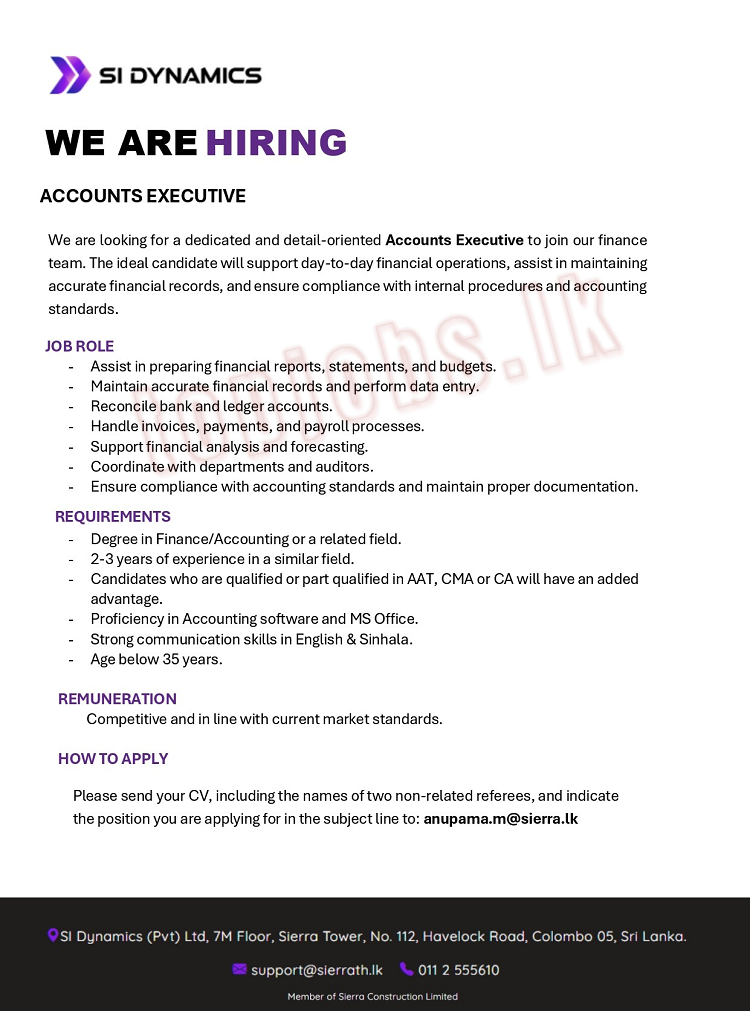 SI DYNAMICS
WE ARE HIRING
ACCOUNTS EXECUTIVE
We are looking for a dedicated and detail-oriented Accounts Executive to join our finance
team. The ideal candidate will support day-to-day financial operations, assist in maintaining
accurate financial records, and ensure compliance with internal procedures and accounting
standards.
topjobs.lk
JOB ROLE
- Assist in preparing financial reports, statements, and budgets.
- Maintain accurate financial records and perform data entry.
- Reconcile bank and ledger accounts.
- Handle invoices, payments, and payroll processes.
- Support financial analysis and forecasting.
- Coordinate with departments and auditors.
- Ensure compliance with accounting standards and maintain proper documentation.
REQUIREMENTS
- Degree in Finance/Accounting or a related field.
- 2-3 years of experience in a similar field.
- Candidates who are qualified or part qualified in AAT, CMA or CA will have an added
advantage.
- Proficiency in Accounting software and MS Office.
- Strong communication skills in English & Sinhala.
- Age below 35 years.
REMUNERATION
Competitive and in line with current market standards.
HOW TO APPLY
Please send your CV, including the names of two non-related referees, and indicate
the position you are applying for in the subject line to: anupama.m@sierra.lk
SI Dynamics (Pvt) Ltd, 7M Floor, Sierra Tower, No. 112, Havelock Road, Colombo 05, Sri Lanka.
support@sierrath.lk 011 2 555610
Member of Sierra Construction Limited